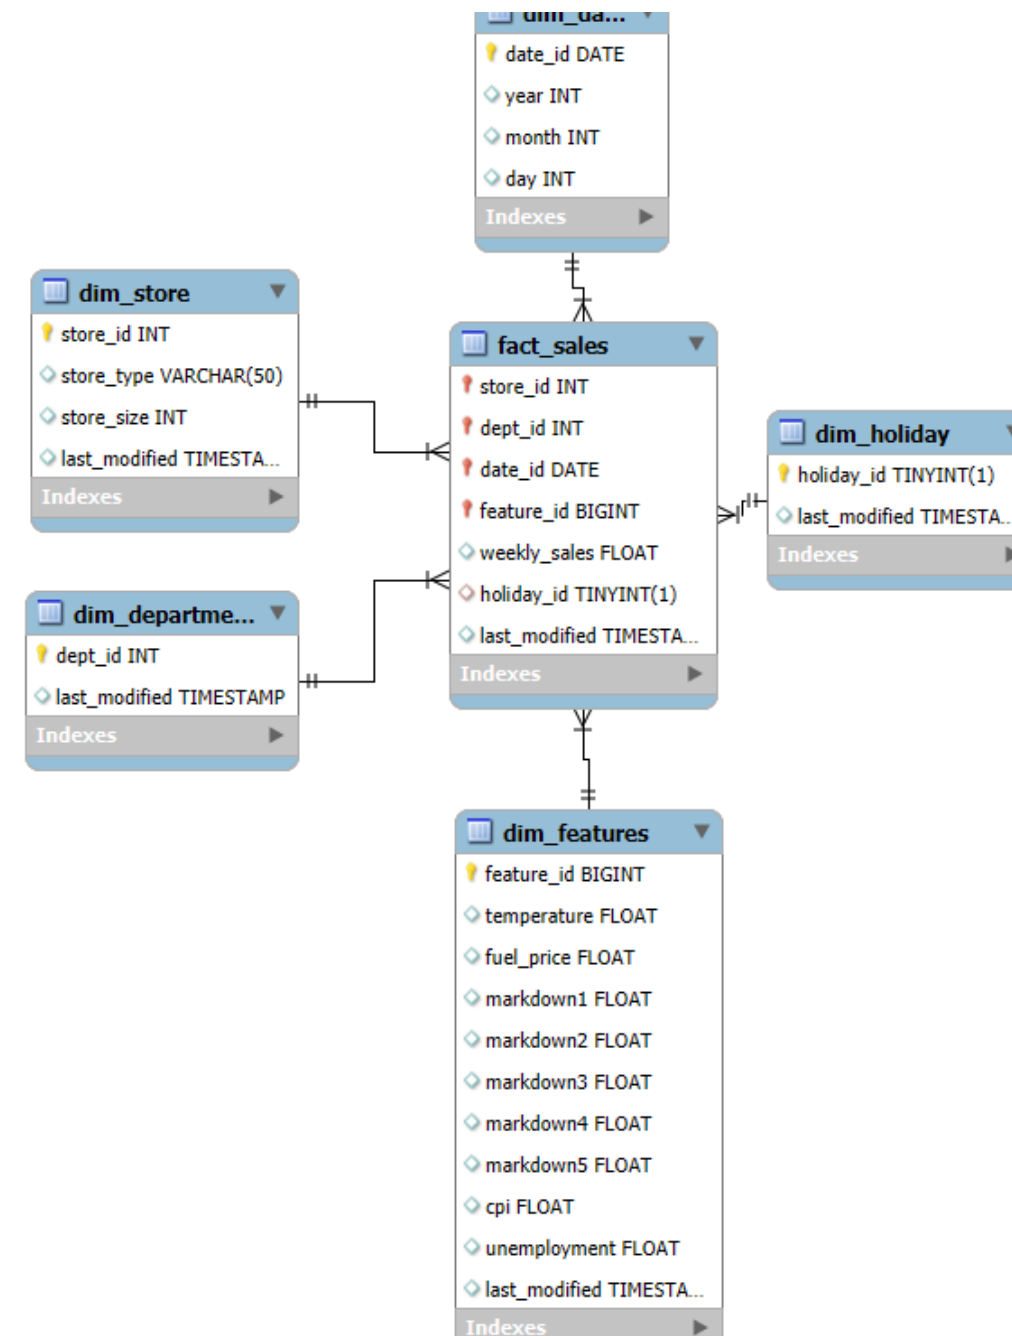 dim_da...
date_id DATE
year INT
month INT
day INT
Indexes
dim_store
store_id INT
store_type VARCHAR(50)
store_size INT
last_modified TIMESTA...
Indexes
dim_departme...
dept_id INT
last_modified TIMESTAMP
Indexes
fact_sales
store_id INT
dept_id INT
date_id DATE
feature_id BIGINT
weekly_sales FLOAT
holiday_id TINYINT(1)
last_modified TIMESTA...
Indexes
dim_holiday
holiday_id TINYINT(1)
last_modified TIMESTA...
Indexes
dim_features
feature_id BIGINT
temperature FLOAT
fuel_price FLOAT
markdown1 FLOAT
markdown2 FLOAT
markdown3 FLOAT
markdown4 FLOAT
markdown5 FLOAT
cpi FLOAT
unemployment FLOAT
last_modified TIMESTA...
Indexes